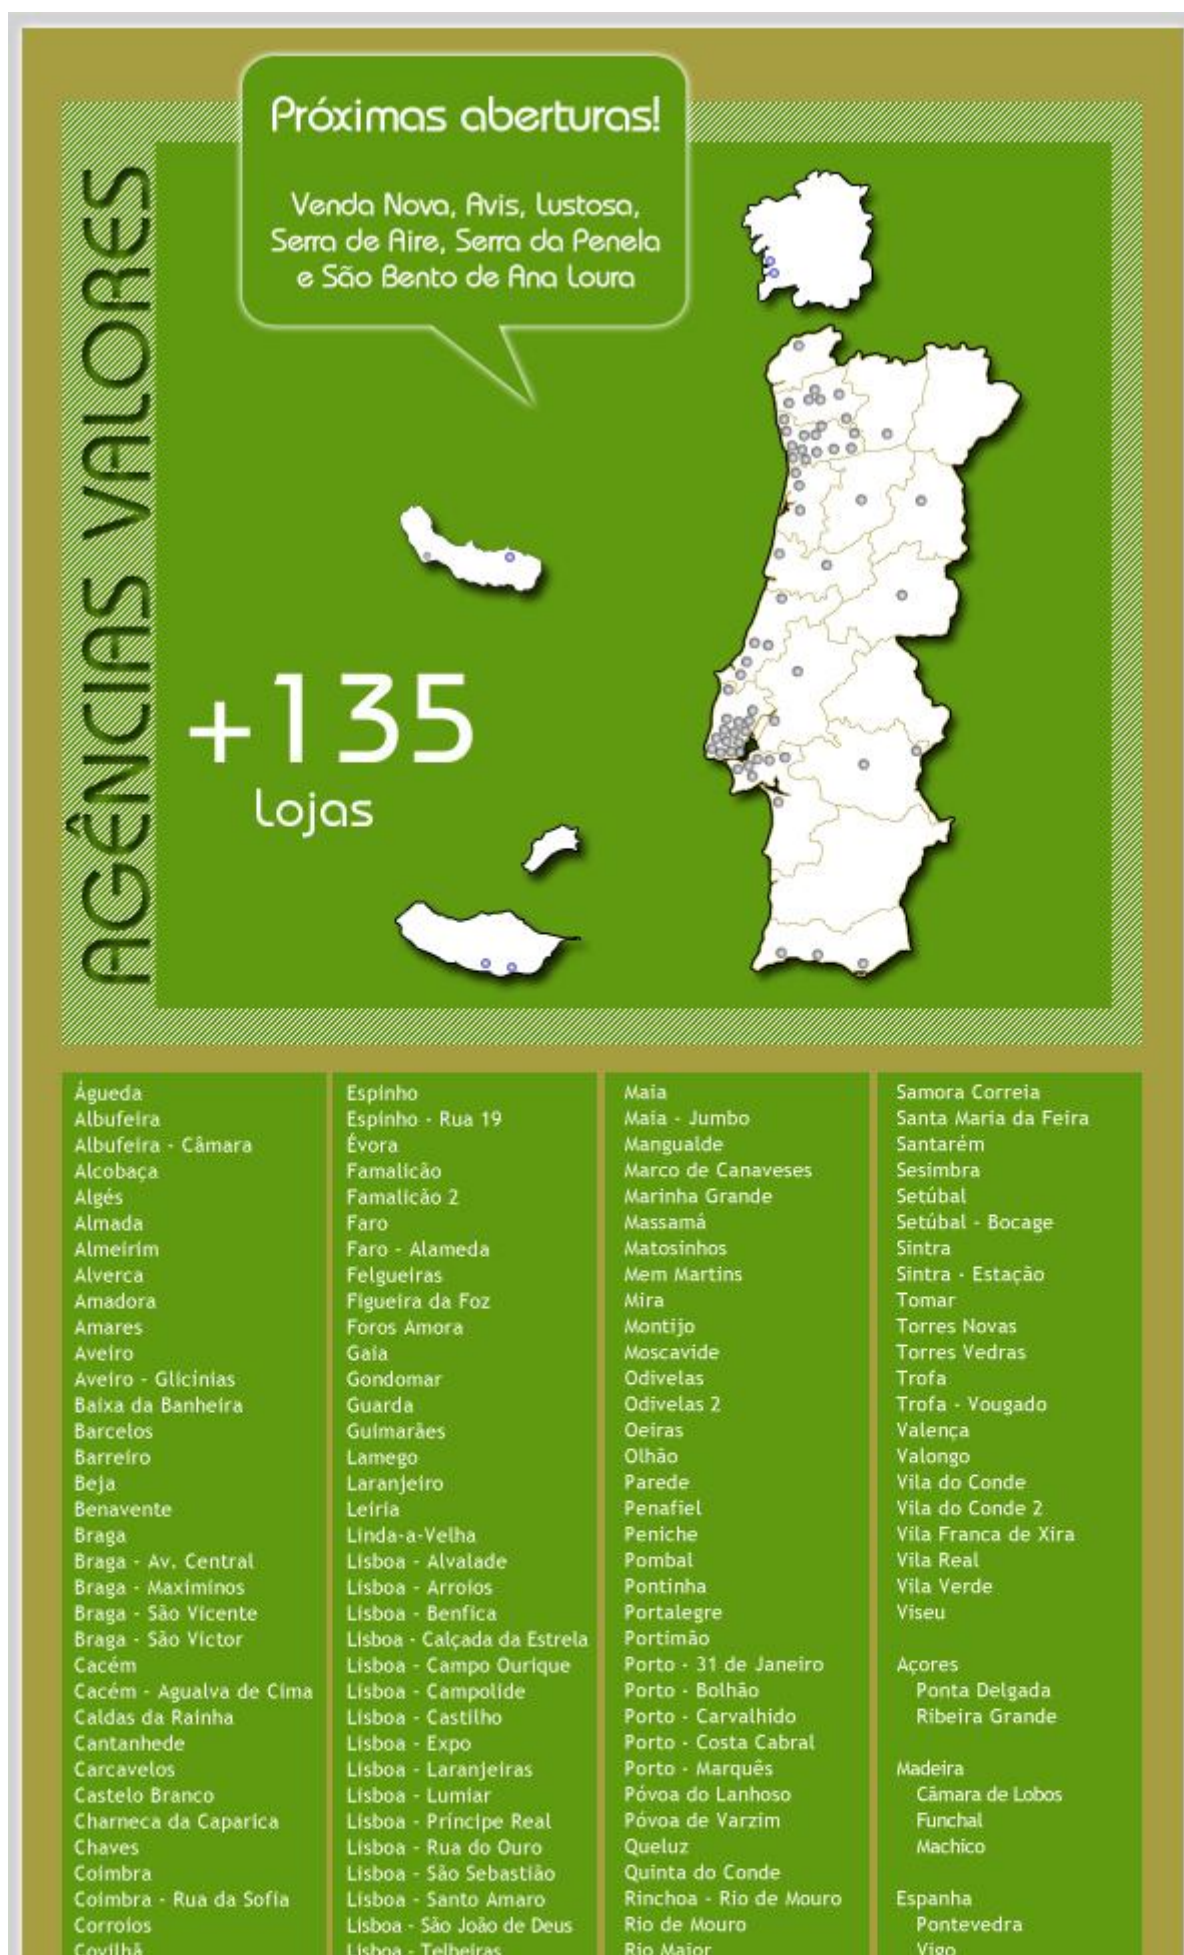 Próximas aberturas!
Venda Nova, Avis, Lustosa,
Serra de Aire, Serra da Penela
e São Bento de Ana Loura
AGÊNCIAS VALORES
+135
Lojas
Águeda
Albufeira
Albufeira - Câmara
Alcobaça
Algés
Almada
Almeirim
Alverca
Amadora
Amares
Aveiro
Aveiro - Glicínias
Baixa da Banheira
Barcelos
Barreiro
Beja
Benavente
Braga
Braga - Av. Central
Braga - Maximinos
Braga - São Vicente
Braga - São Victor
Cacém
Cacém - Agualva de Cima
Caldas da Rainha
Cantanhede
Carcavelos
Castelo Branco
Charneca da Caparica
Chaves
Coimbra
Coimbra - Rua da Sofia
Corroios
Covilhã
Espinho
Espinho - Rua 19
Évora
Famalicão
Famalicão 2
Faro
Faro - Alameda
Felgueiras
Figueira da Foz
Foros Amora
Gaia
Gondomar
Guarda
Guimarães
Lamego
Laranjeiro
Leiria
Linda-a-Velha
Lisboa - Alvalade
Lisboa - Arroios
Lisboa - Benfica
Lisboa - Calçada da Estrela
Lisboa - Campo Ourique
Lisboa - Campolide
Lisboa - Castilho
Lisboa - Expo
Lisboa - Laranjeiras
Lisboa - Lumiar
Lisboa - Príncipe Real
Lisboa - Rua do Ouro
Lisboa - São Sebastião
Lisboa - Santo Amaro
Lisboa - São João de Deus
Lisboa - Telheiras
Maia
Maia - Jumbo
Mangualde
Marco de Canaveses
Marinha Grande
Massamá
Matosinhos
Mem Martins
Mira
Montijo
Moscavide
Odivelas
Odivelas 2
Oeiras
Olhão
Parede
Penafiel
Peniche
Pombal
Pontinha
Portalegre
Portimão
Porto - 31 de Janeiro
Porto - Bolhão
Porto - Carvalhido
Porto - Costa Cabral
Porto - Marquês
Póvoa do Lanhoso
Póvoa de Varzim
Queluz
Quinta do Conde
Rinchoa - Rio de Mouro
Rio de Mouro
Rio Maior
Samora Correia
Santa Maria da Feira
Santarém
Sesimbra
Setúbal
Setúbal - Bocage
Sintra
Sintra - Estação
Tomar
Torres Novas
Torres Vedras
Trofa
Trofa - Vougado
Valença
Valongo
Vila do Conde
Vila do Conde 2
Vila Franca de Xira
Vila Real
Vila Verde
Viseu
Açores
Ponta Delgada
Ribeira Grande
Madeira
Câmara de Lobos
Funchal
Machico
Espanha
Pontevedra
Vigo